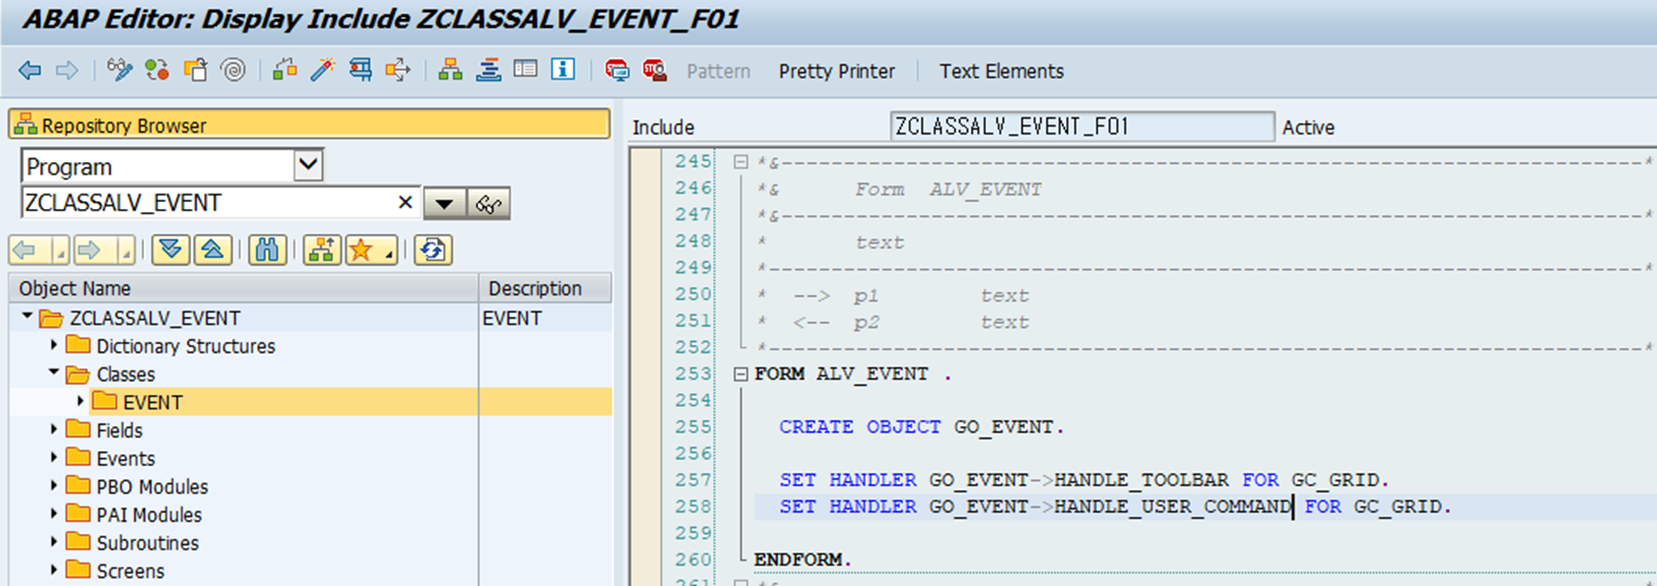 ABAP Editor: Display Include ZCLASSALV_EVENT_F01
Pattern Pretty Printer Text Elements
Repository Browser
Program
ZCLASSALV_EVENT
Object Name Description
ZCLASSALV_EVENT EVENT
Dictionary Structures
Classes
EVENT
Fields
Events
PBO Modules
PAI Modules
Subroutines
Screens
Include ZCLASSALV_EVENT_F01 Active
245 *&---------------------------------------------------------------------*
246 *& Form ALV_EVENT
247 *&---------------------------------------------------------------------*
248 * text
249 *----------------------------------------------------------------------*
250 * --> p1 text
251 * <-- p2 text
252 *----------------------------------------------------------------------*
253 FORM ALV_EVENT .
254
255 CREATE OBJECT GO_EVENT.
256
257 SET HANDLER GO_EVENT->HANDLE_TOOLBAR FOR GC_GRID.
258 SET HANDLER GO_EVENT->HANDLE_USER_COMMAND FOR GC_GRID.
259
260 ENDFORM.